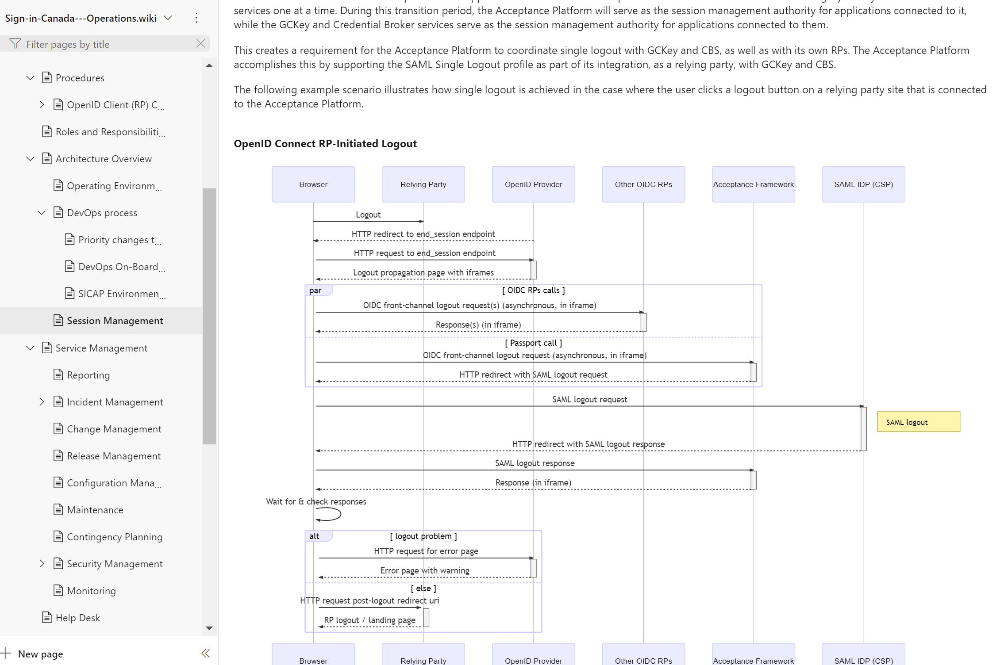 Sign-in-Canada---Operations.wiki
Filter pages by title
Procedures
OpenID Client (RP) C...
Roles and Responsibiliti...
Architecture Overview
Operating Environm...
DevOps process
Priority changes t...
DevOps On-Board...
SICAP Environmen...
Session Management
Service Management
Reporting
Incident Management
Change Management
Release Management
Configuration Mana...
Maintenance
Contingency Planning
Security Management
Monitoring
Help Desk
New page
services one at a time. During this transition period, the Acceptance Platform will serve as the session management authority for applications connected to it,
while the GCKey and Credential Broker services serve as the session management authority for applications connected to them.
This creates a requirement for the Acceptance Platform to coordinate single logout with GCKey and CBS, as well as with its own RPs. The Acceptance Platform
accomplishes this by supporting the SAML Single Logout profile as part of its integration, as a relying party, with GCKey and CBS.
The following example scenario illustrates how single logout is achieved in the case where the user clicks a logout button on a relying party site that is connected
to the Acceptance Platform.
OpenID Connect RP-Initiated Logout
Browser
Relying Party
OpenID Provider
Other OIDC RPs
Acceptance Framework
SAML IDP (CSP)
Logout
HTTP redirect to end_session endpoint
HTTP request to end_session endpoint
Logout propagation page with iframes
par
[ OIDC RPs calls ]
OIDC front-channel logout request(s) (asynchronous, in iframe)
Response(s) (in iframe)
[ Passport call ]
OIDC front-channel logout request (asynchronous, in iframe)
HTTP redirect with SAML logout request
SAML logout request
SAML logout
HTTP redirect with SAML logout response
SAML logout response
Response (in iframe)
Wait for & check responses
alt
[ logout problem ]
HTTP request for error page
Error page with warning
[ else ]
HTTP request post-logout redirect uri
RP logout / landing page
Browser
Relying Party
OpenID Provider
Other OIDC RPs
Acceptance Framework
SAML IDP (CSP)